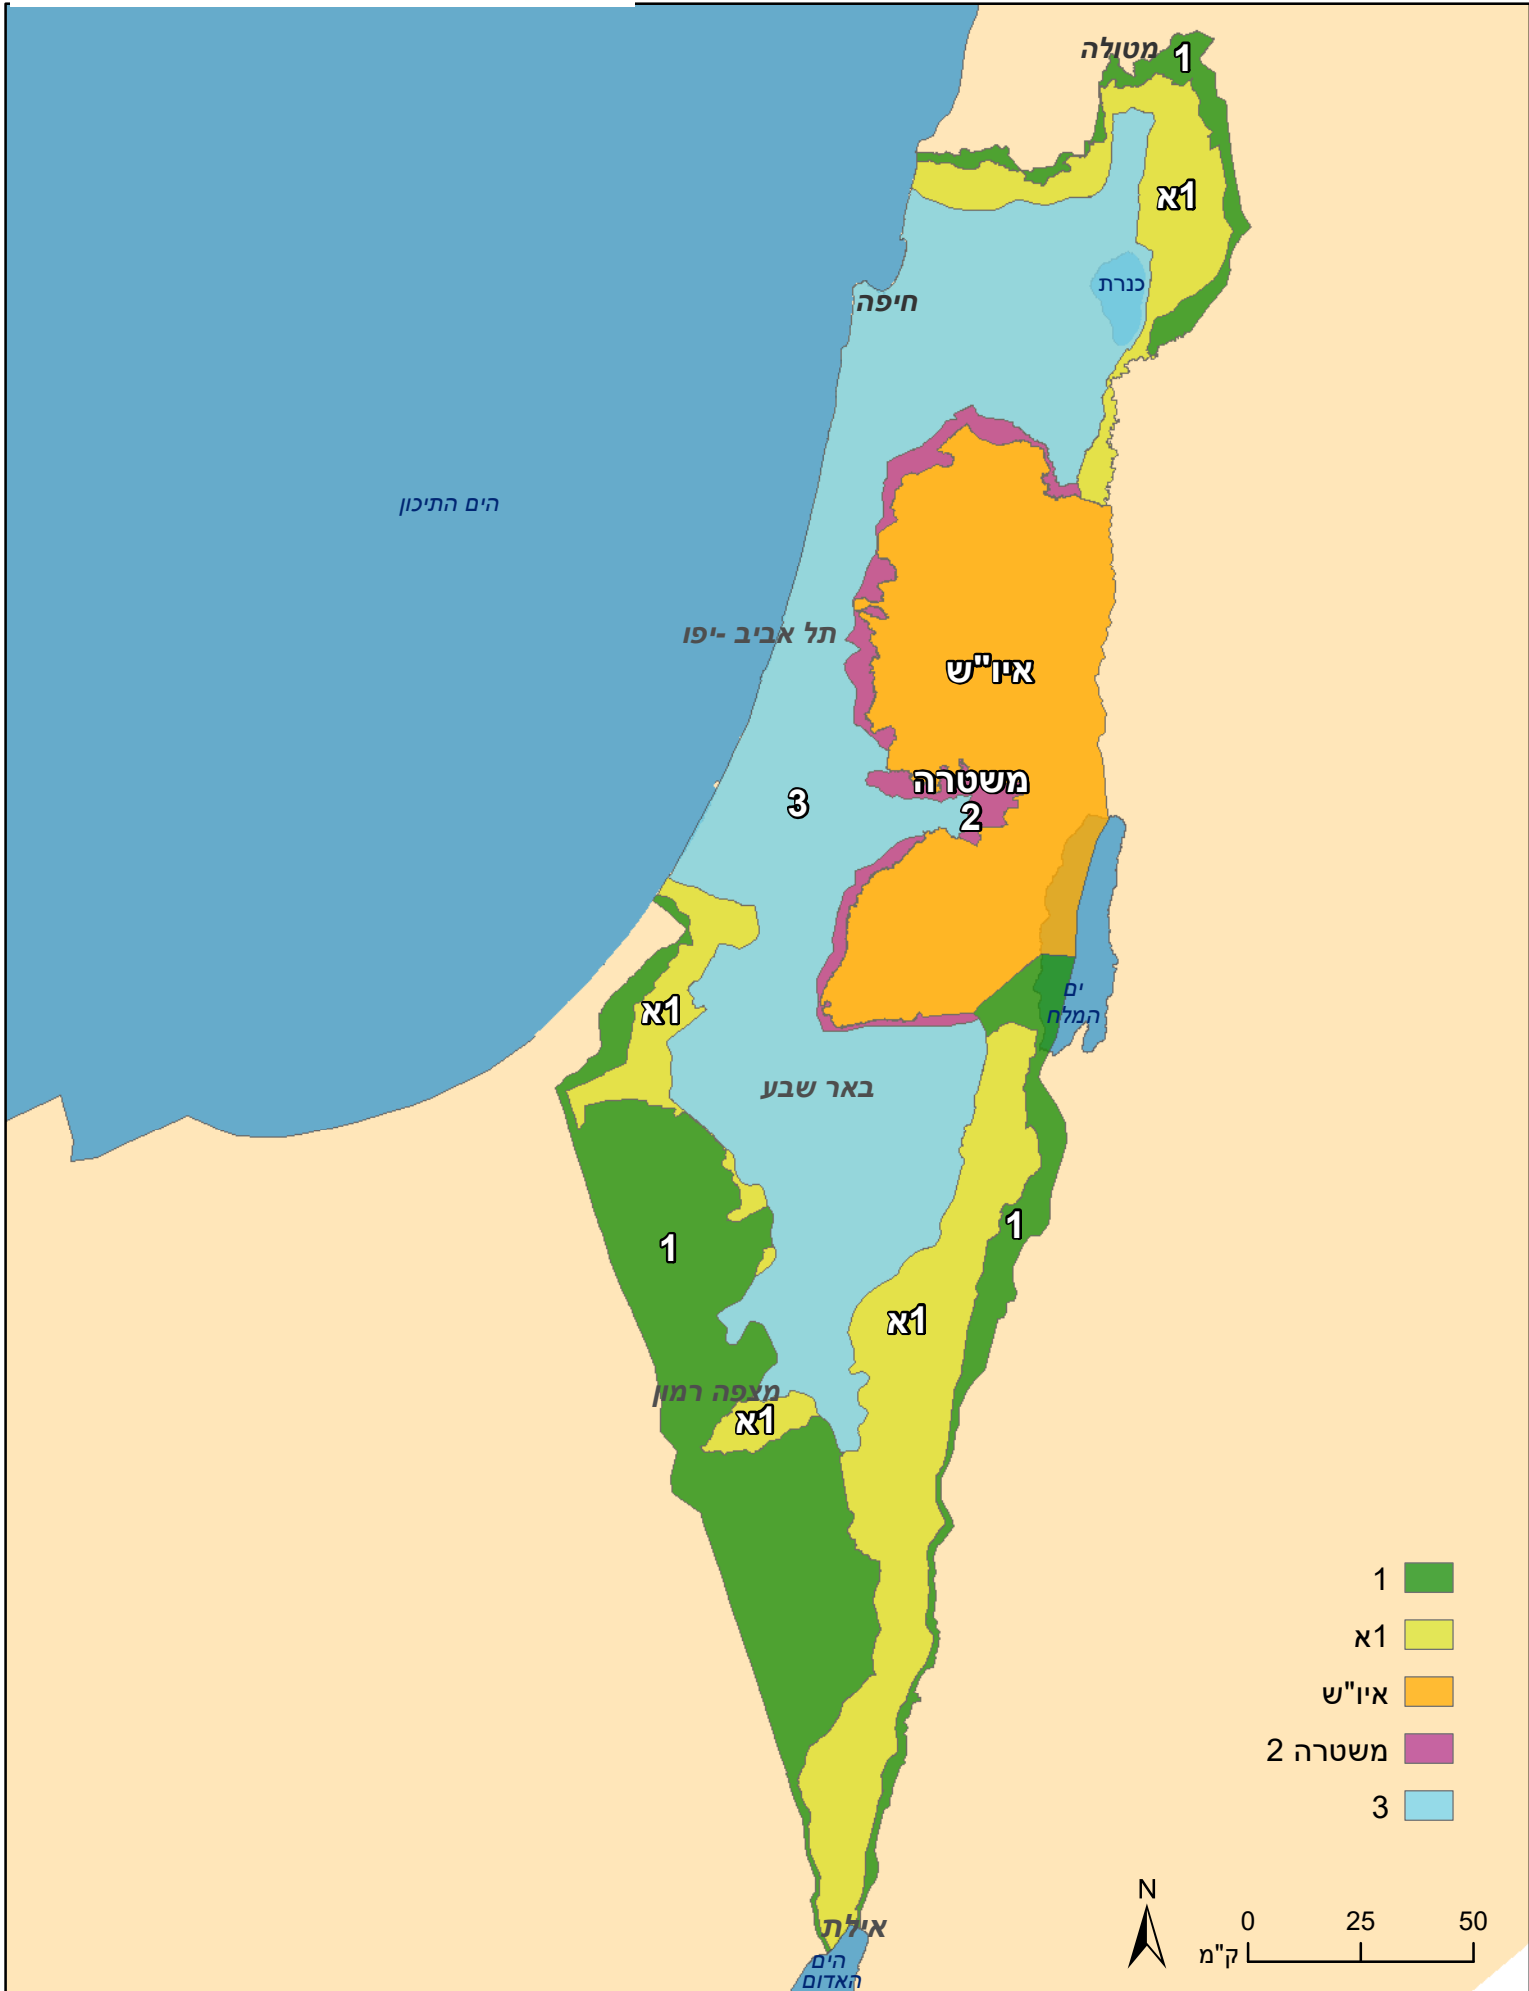 מטולה
1
1א
כנרת
חיפה
הים התיכון
תל אביב -יפו
איו"ש
משטרה
2
3
ים
המלח
1א
באר שבע
1
1
1א
מצפה רמון
1א
1
1א
איו"ש
משטרה 2
3
N
0 25 50
ק"מ
אילת
הים
האדום